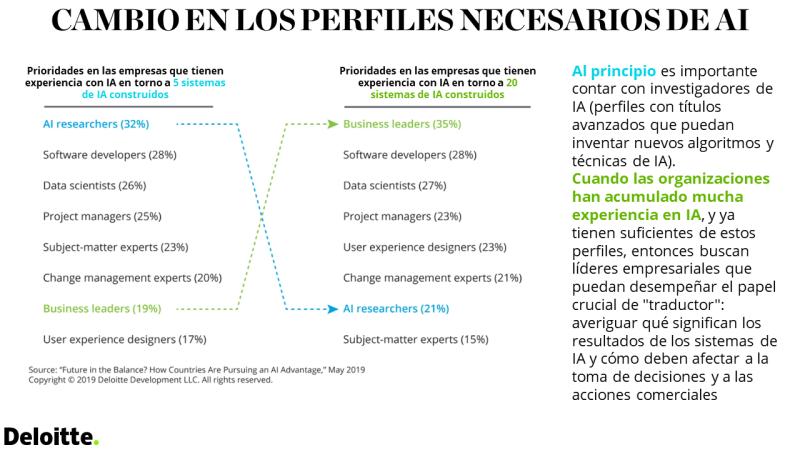 CAMBIO EN LOS PERFILES NECESARIOS DE AI
Prioridades en las empresas que tienen
experiencia con IA en torno a 5 sistemas
de IA construidos
AI researchers (32%)
Software developers (28%)
Data scientists (26%)
Project managers (25%)
Subject-matter experts (23%)
Change management experts (20%)
Business leaders (19%)
User experience designers (17%)
Prioridades en las empresas que tienen
experiencia con IA en torno a 20
sistemas de IA construidos
Business leaders (35%)
Software developers (28%)
Data scientists (27%)
Project managers (23%)
User experience designers (23%)
Change management experts (21%)
AI researchers (21%)
Subject-matter experts (15%)
Source: “Future in the Balance? How Countries Are Pursuing an AI Advantage,” May 2019
Copyright © 2019 Deloitte Development LLC. All rights reserved.
Al principio es importante
contar con investigadores de
IA (perfiles con títulos
avanzados que puedan
inventar nuevos algoritmos y
técnicas de IA).
Cuando las organizaciones
han acumulado mucha
experiencia en IA, y ya
tienen suficientes de estos
perfiles, entonces buscan
líderes empresariales que
puedan desempeñar el papel
crucial de "traductor":
averiguar qué significan los
resultados de los sistemas de
IA y cómo deben afectar a la
toma de decisiones y a las
acciones comerciales
Deloitte.